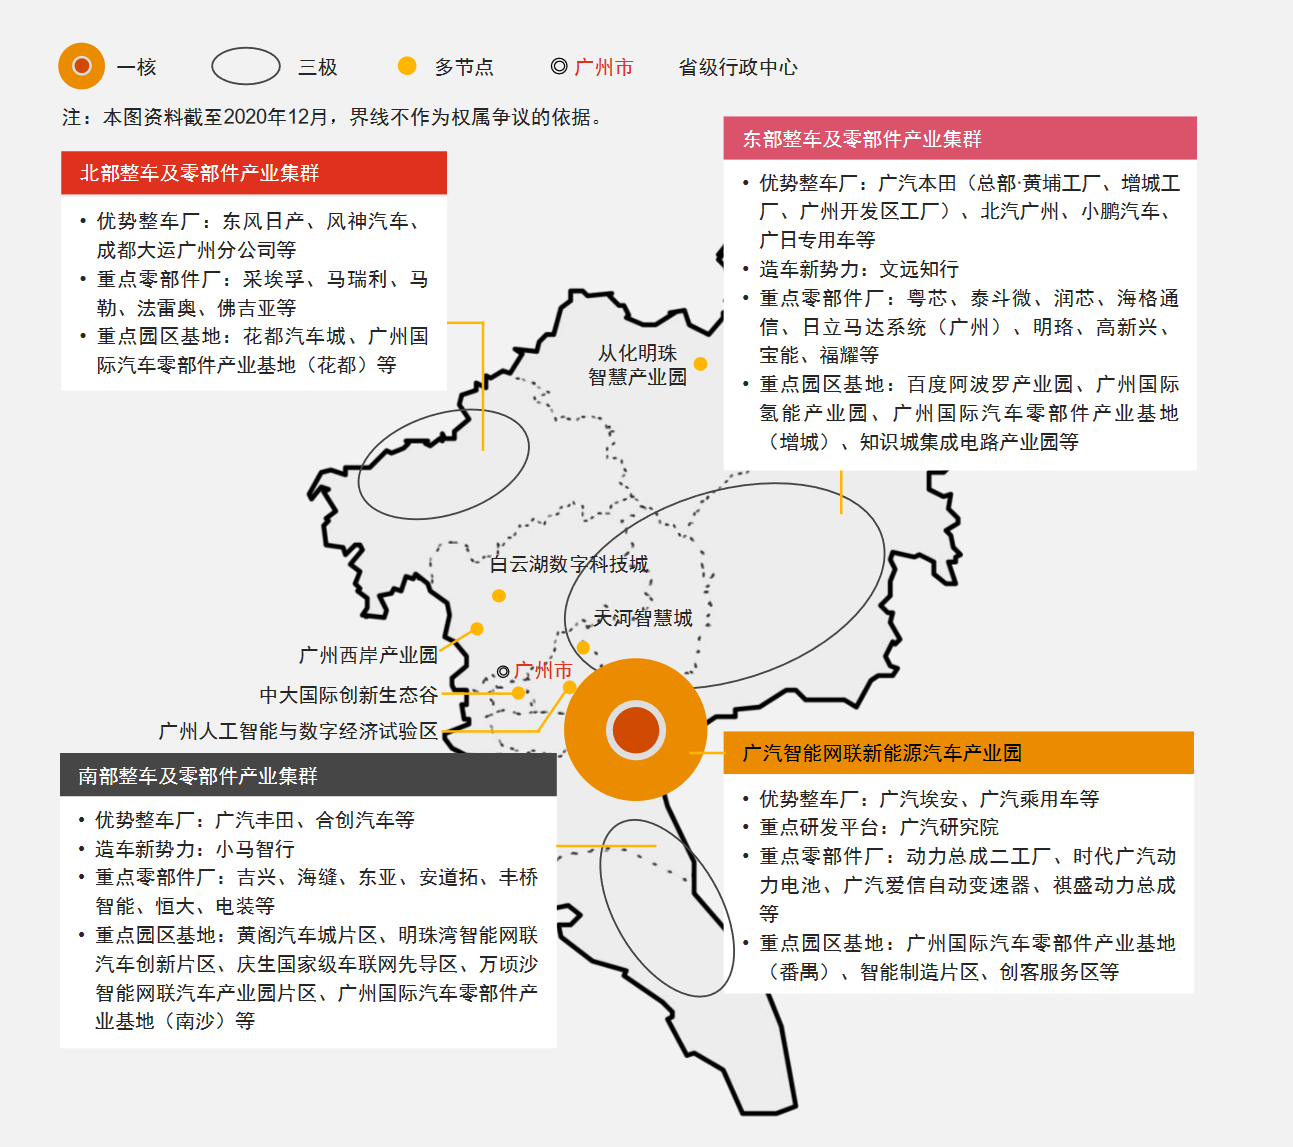 一核 三极 多节点 广州市 省级行政中心
注：本图资料截至2020年12月，界线不作为权属争议的依据。
北部整车及零部件产业集群
• 优势整车厂：东风日产、风神汽车、
成都大运广州分公司等
• 重点零部件厂：采埃孚、马瑞利、马
勒、法雷奥、佛吉亚等
• 重点园区基地：花都汽车城、广州国
际汽车零部件产业基地（花都）等
东部整车及零部件产业集群
• 优势整车厂：广汽本田（总部·黄埔工厂、增城工
厂、广州开发区工厂）、北汽广州、小鹏汽车、
广日专用车等
• 造车新势力：文远知行
• 重点零部件厂：粤芯、泰斗微、润芯、海格通
信、日立马达系统（广州）、明珞、高新兴、
宝能、福耀等
• 重点园区基地：百度阿波罗产业园、广州国际
氢能产业园、广州国际汽车零部件产业基地
（增城）、知识城集成电路产业园等
从化明珠
智慧产业园
白云湖数字科技城
天河智慧城
广州西岸产业园
广州市
中大国际创新生态谷
广州人工智能与数字经济试验区
南部整车及零部件产业集群
• 优势整车厂：广汽丰田、合创汽车等
• 造车新势力：小马智行
• 重点零部件厂：吉兴、海缝、东亚、安道拓、丰桥
智能、恒大、电装等
• 重点园区基地：黄阁汽车城片区、明珠湾智能网联
汽车创新片区、庆生国家级车联网先导区、万顷沙
智能网联汽车产业园片区、广州国际汽车零部件产
业基地（南沙）等
广汽智能网联新能源汽车产业园
• 优势整车厂：广汽埃安、广汽乘用车等
• 重点研发平台：广汽研究院
• 重点零部件厂：动力总成二工厂、时代广汽动
力电池、广汽爱信自动变速器、祺盛动力总成
等
• 重点园区基地：广州国际汽车零部件产业基地
（番禺）、智能制造片区、创客服务区等